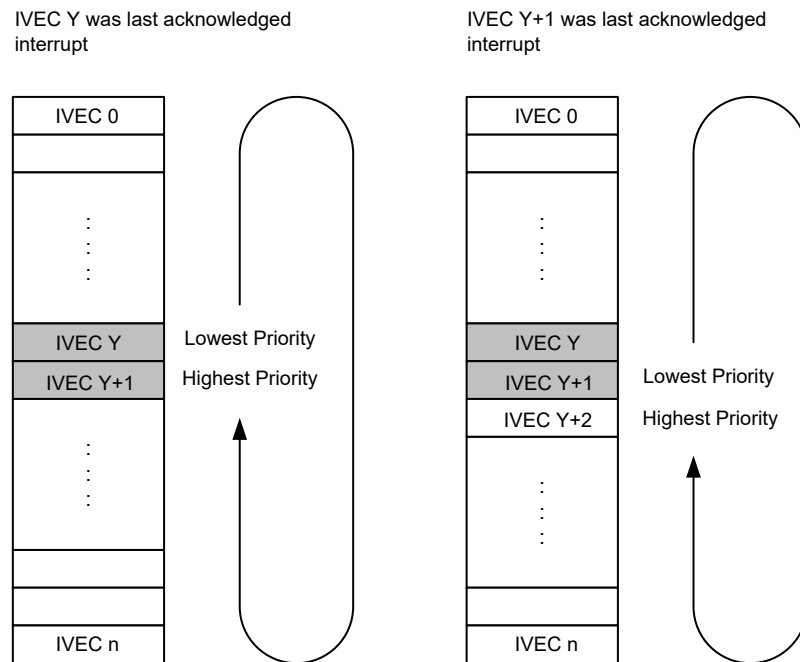 IVEC Y was last acknowledged
interrupt
IVEC 0
IVEC Y
Lowest Priority
IVEC Y+1
Highest Priority
IVEC n
IVEC Y+1 was last acknowledged
interrupt
IVEC 0
IVEC Y
IVEC Y+1
Lowest Priority
IVEC Y+2
Highest Priority
IVEC n